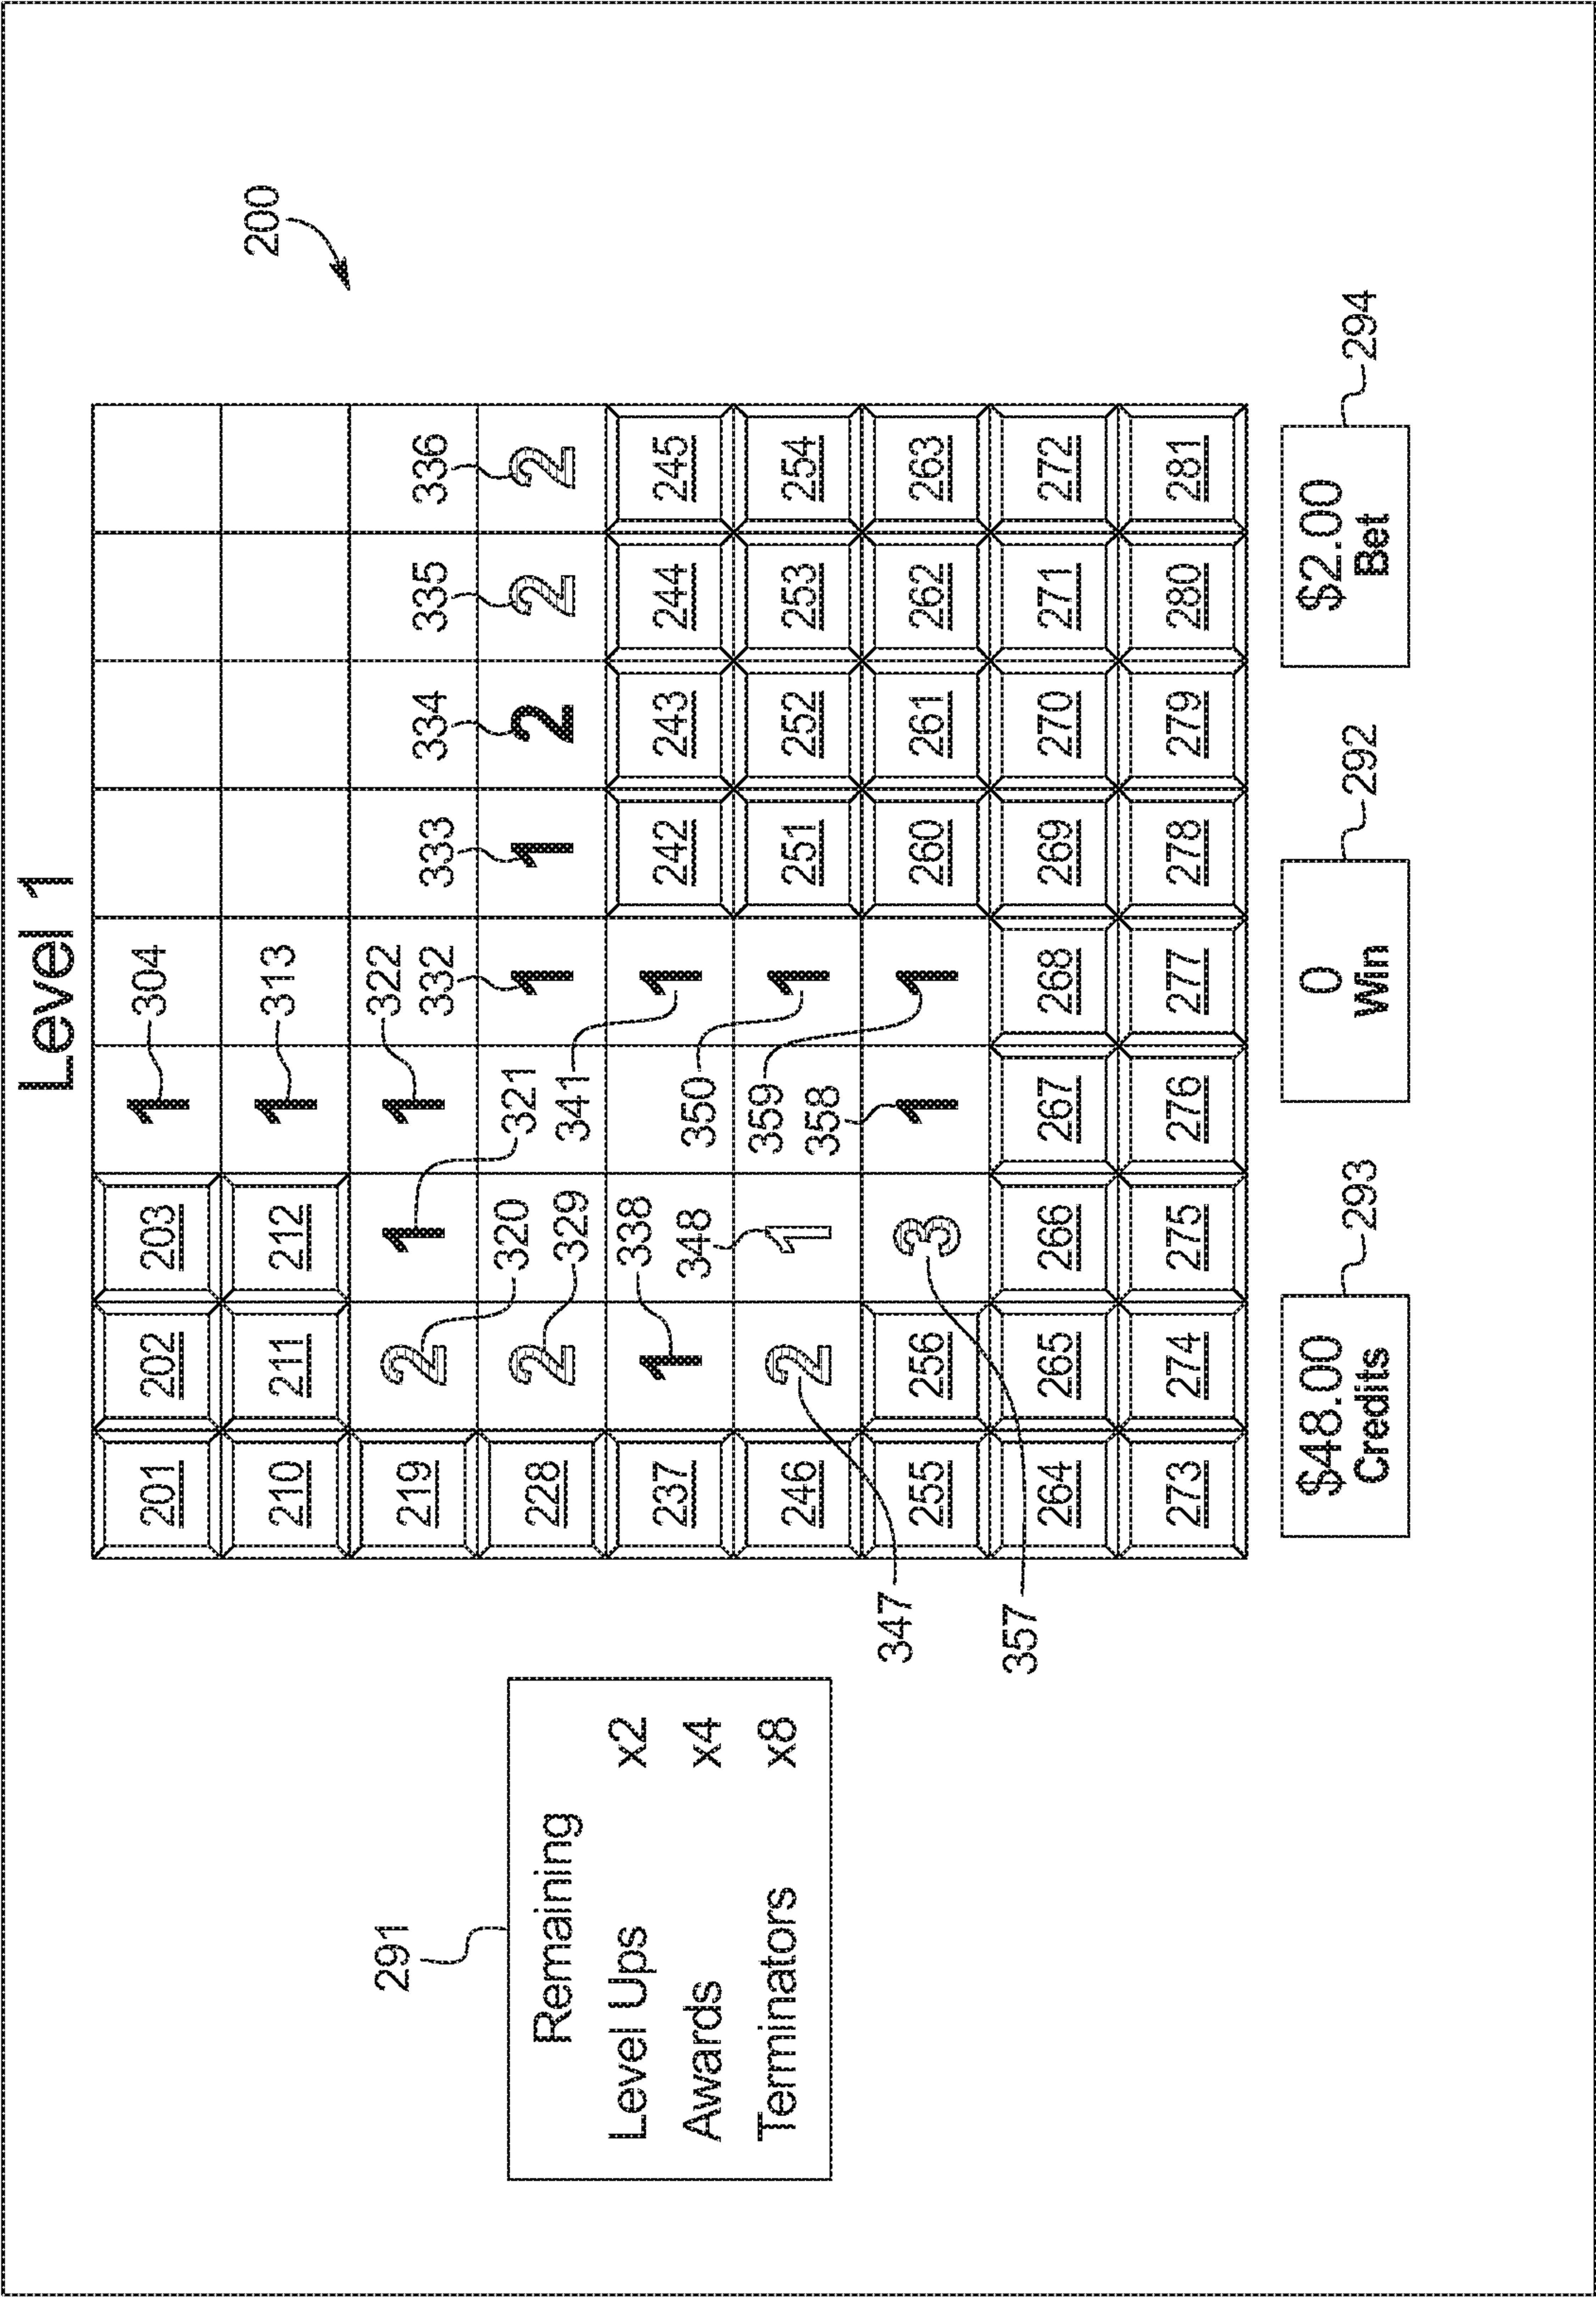 Level 1
200
201 202 203 1 304
210 211 212 1 313
291
219 2 1 1 322
332 333 334 335 336
320 321
228 2 1 1 2 2 2
329 341
Remaining
Level Ups x2
Awards x4
Terminators x8
338
237 1 1 242 243 244 245
348 350
246 2 1 1 251 252 253 254
359
358
347
255 256 3 1 1 260 261 262 263
357
264 265 266 267 268 269 270 271 272
273 274 275 276 277 278 279 280 281
$48.00
Credits
293
0
Win
292
$2.00
Bet
294